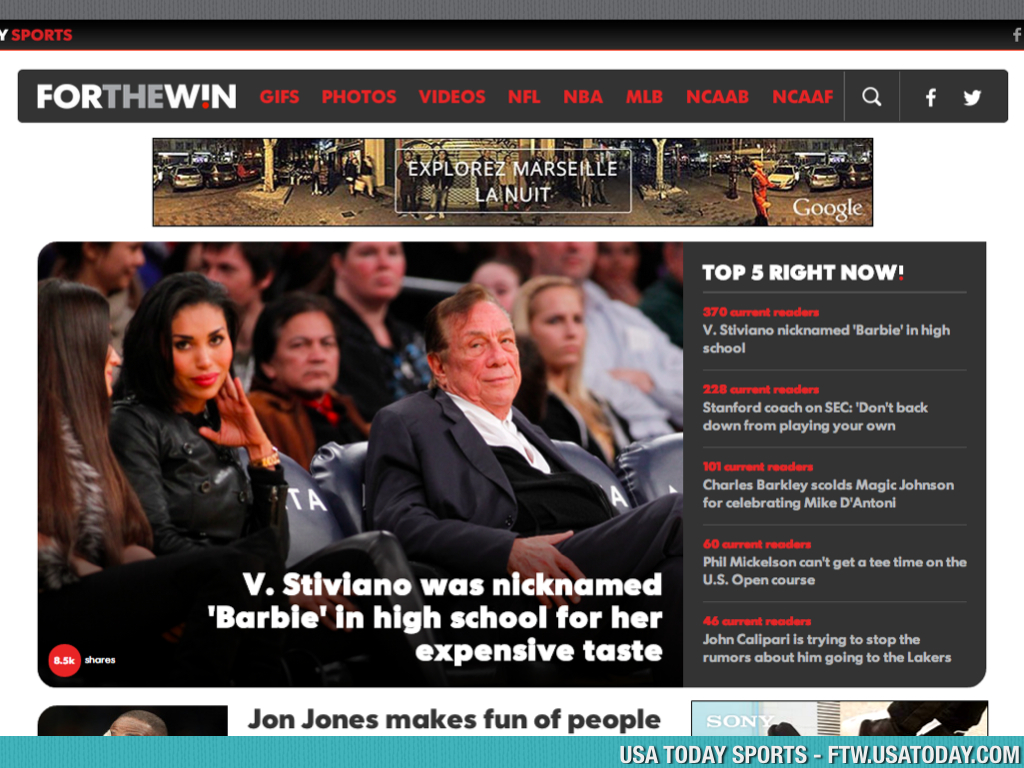 Y SPORTS
FORTHEW!N GIFS PHOTOS VIDEOS NFL NBA MLB NCAAB NCAAF
EXPLOREZ MARSEILLE
LA NUIT
Google
TOP 5 RIGHT NOW!
370 current readers
V. Stiviano nicknamed 'Barbie' in high
school
228 current readers
Stanford coach on SEC: 'Don't back
down from playing your own
101 current readers
Charles Barkley scolds Magic Johnson
for celebrating Mike D'Antoni
60 current readers
Phil Mickelson can't get a tee time on the
U.S. Open course
46 current readers
John Calipari is trying to stop the
rumors about him going to the Lakers
TA
A
V. Stiviano was nicknamed
'Barbie' in high school for her
expensive taste
8.5k shares
Jon Jones makes fun of people
SONY
USA TODAY SPORTS - FTW.USATODAY.COM